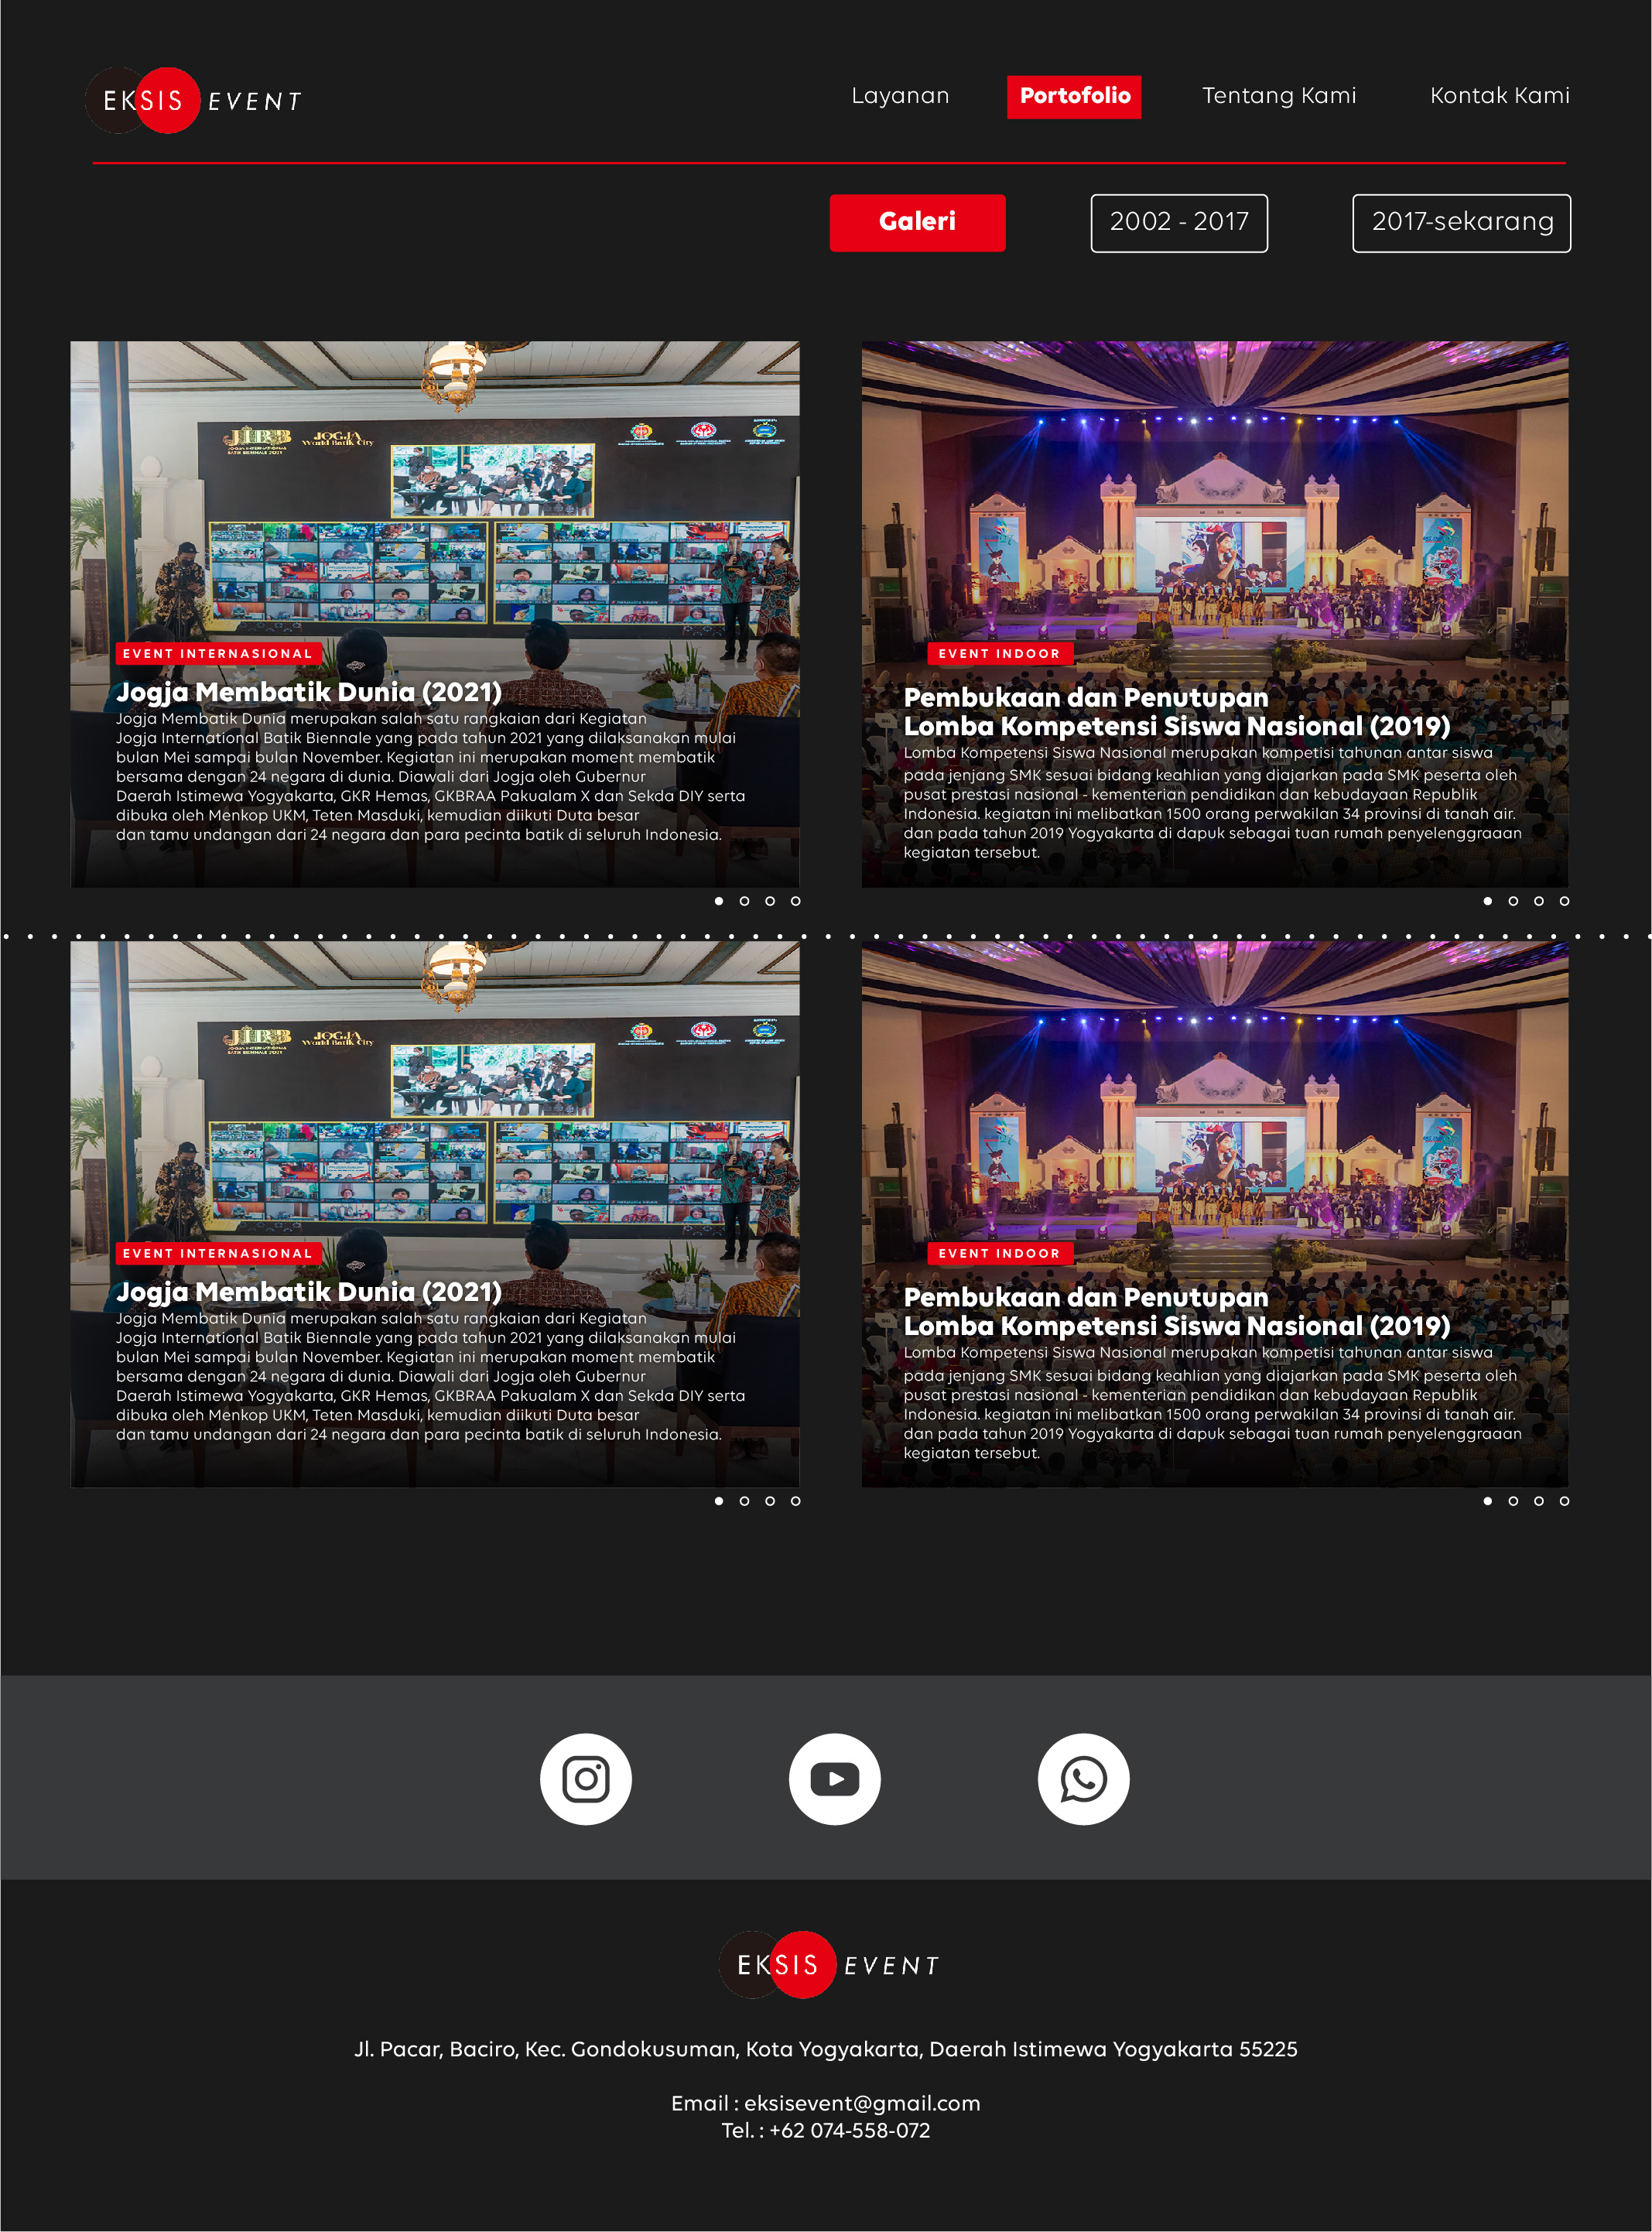 EKSIS EVENT
Layanan
Portofolio
Tentang Kami
Kontak Kami
Galeri
2002 - 2017
2017-sekarang
JIBB
JOGJA
World Batik City
EVENT INTERNASIONAL
Jogja Membatik Dunia (2021)
Jogja Membatik Dunia merupakan salah satu rangkaian dari Kegiatan
Jogja International Batik Biennale yang pada tahun 2021 yang dilaksanakan mulai
bulan Mei sampai bulan November. Kegiatan ini merupakan moment membatik
bersama dengan 24 negara di dunia. Diawali dari Jogja oleh Gubernur
Daerah Istimewa Yogyakarta, GKR Hemas, GKBRAA Pakualam X dan Sekda DIY serta
dibuka oleh Menkop UKM, Teten Masduki, kemudian diikuti Duta besar
dan tamu undangan dari 24 negara dan para pecinta batik di seluruh Indonesia.
EVENT INDOOR
Pembukaan dan Penutupan
Lomba Kompetensi Siswa Nasional (2019)
Lomba Kompetensi Siswa Nasional merupakan kompetisi tahunan antar siswa
pada jenjang SMK sesuai bidang keahlian yang diajarkan pada SMK peserta oleh
pusat prestasi nasional - kementerian pendidikan dan kebudayaan Republik
Indonesia. kegiatan ini melibatkan 1500 orang perwakilan 34 provinsi di tanah air.
dan pada tahun 2019 Yogyakarta di dapuk sebagai tuan rumah penyelenggraaan
kegiatan tersebut.
JIBB
JOGJA
World Batik City
EVENT INTERNASIONAL
Jogja Membatik Dunia (2021)
Jogja Membatik Dunia merupakan salah satu rangkaian dari Kegiatan
Jogja International Batik Biennale yang pada tahun 2021 yang dilaksanakan mulai
bulan Mei sampai bulan November. Kegiatan ini merupakan moment membatik
bersama dengan 24 negara di dunia. Diawali dari Jogja oleh Gubernur
Daerah Istimewa Yogyakarta, GKR Hemas, GKBRAA Pakualam X dan Sekda DIY serta
dibuka oleh Menkop UKM, Teten Masduki, kemudian diikuti Duta besar
dan tamu undangan dari 24 negara dan para pecinta batik di seluruh Indonesia.
EVENT INDOOR
Pembukaan dan Penutupan
Lomba Kompetensi Siswa Nasional (2019)
Lomba Kompetensi Siswa Nasional merupakan kompetisi tahunan antar siswa
pada jenjang SMK sesuai bidang keahlian yang diajarkan pada SMK peserta oleh
pusat prestasi nasional - kementerian pendidikan dan kebudayaan Republik
Indonesia. kegiatan ini melibatkan 1500 orang perwakilan 34 provinsi di tanah air.
dan pada tahun 2019 Yogyakarta di dapuk sebagai tuan rumah penyelenggraaan
kegiatan tersebut.
EKSIS EVENT
Jl. Pacar, Baciro, Kec. Gondokusuman, Kota Yogyakarta, Daerah Istimewa Yogyakarta 55225
Email : eksisevent@gmail.com
Tel. : +62 074-558-072